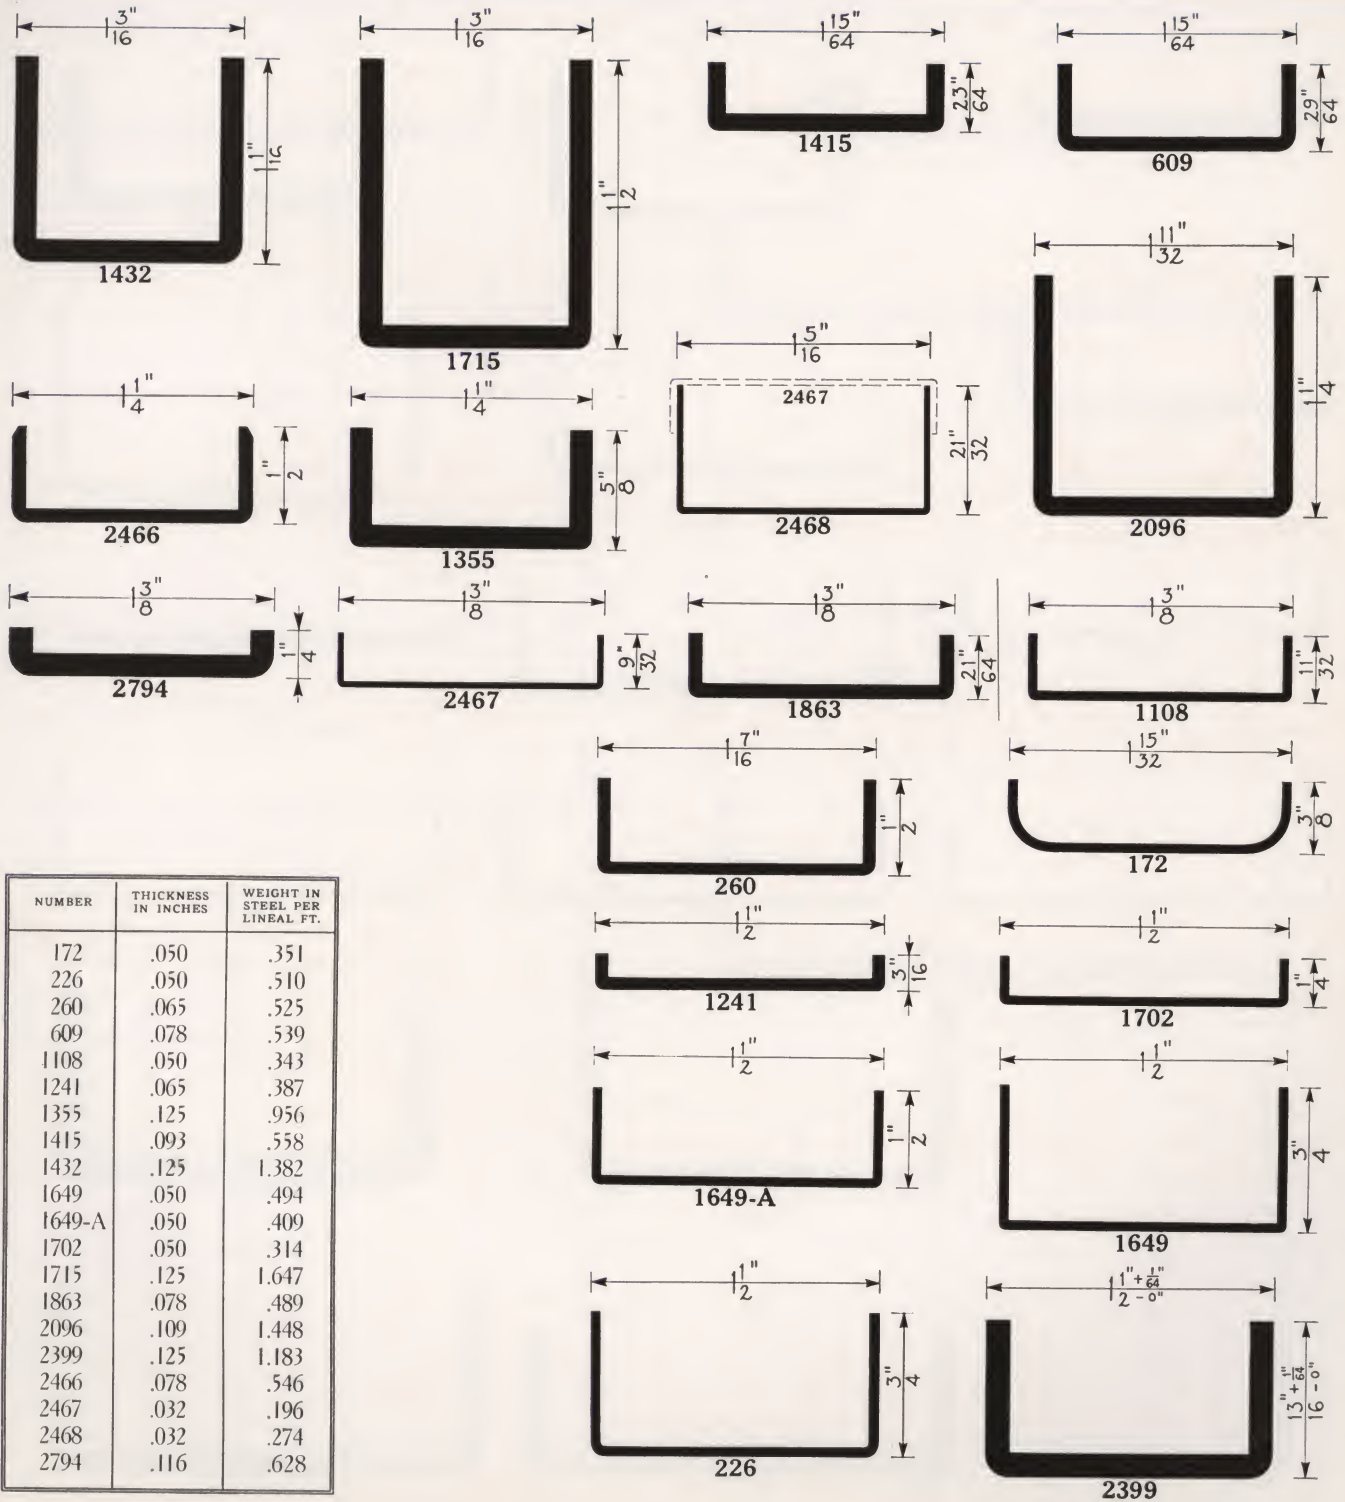 1 3" 16
1 3" 16
1 15" 64
1 15" 64
1 1" 16
1 1" 2
23" 64
29" 64
1432
1715
1415
609
1 11" 32
1 1" 4
1 1" 4
1 5" 16
1 1" 4
1" 2
5" 8
2467
21" 32
2466
1355
2468
2096
1 3" 8
1 3" 8
1 3" 8
1 3" 8
1" 4
9" 32
21" 64
11" 32
2794
2467
1863
1108
1 7" 16
1 15" 32
1" 2
3" 8
260
172
1 1" 2
1 1" 2
3" 16
1" 4
1241
1702
1 1" 2
1 1" 2
1" 2
3" 4
1649-A
1649
1 1" 2
1 1" + 1" 64 2 - 0"
3" 4
13" + 1" 64 16 - 0"
226
2399
NUMBER THICKNESS IN INCHES WEIGHT IN STEEL PER LINEAL FT.
172 .050 .351
226 .050 .510
260 .065 .525
609 .078 .539
1108 .050 .343
1241 .065 .387
1355 .125 .956
1415 .093 .558
1432 .125 1.382
1649 .050 .494
1649-A .050 .409
1702 .050 .314
1715 .125 1.647
1863 .078 .489
2096 .109 1.448
2399 .125 1.183
2466 .078 .546
2467 .032 .196
2468 .032 .274
2794 .116 .628